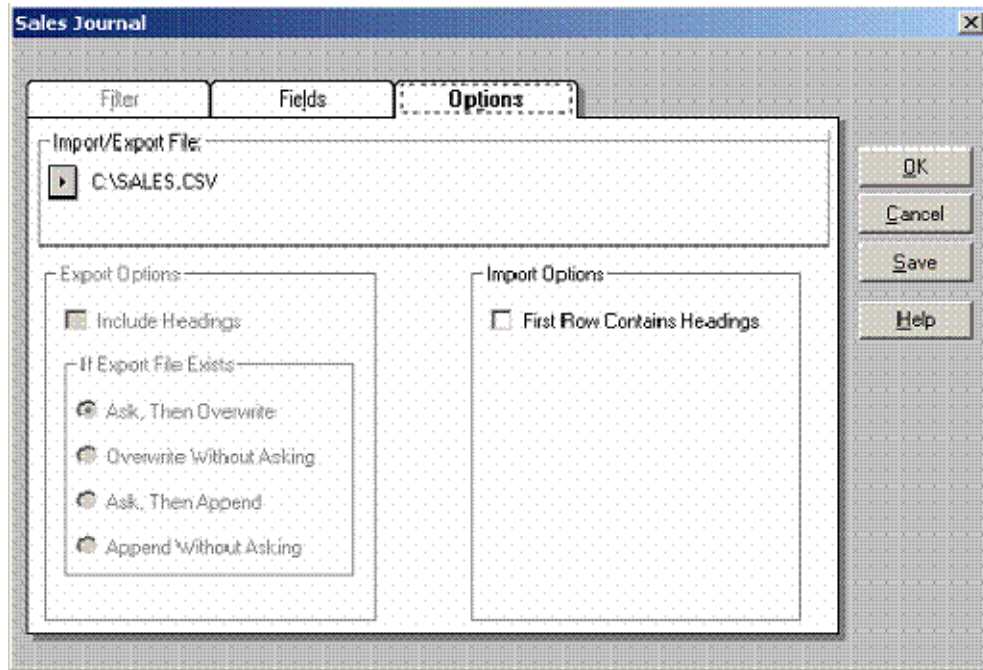 Sales Journal
Filter Fields Options
Import/Export File:
C:\SALES.CSV
OK
Cancel
Save
Help
Export Options
Include Headings
If Export File Exists
Ask, Then Overwrite
Overwrite Without Asking
Ask, Then Append
Append Without Asking
Import Options
First Row Contains Headings